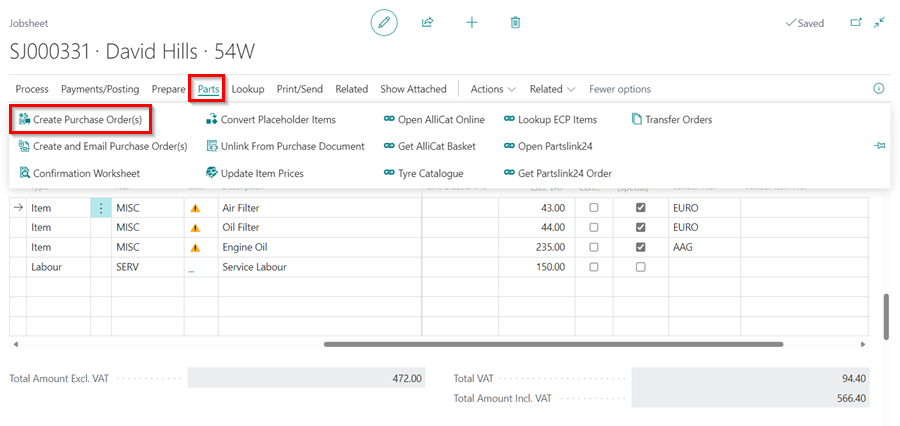 Jobsheet
Saved
SJ000331 · David Hills · 54W
Process Payments/Posting Prepare Parts Lookup Print/Send Related Show Attached Actions Related Fewer options
Create Purchase Order(s) Convert Placeholder Items Open AlliCat Online Lookup ECP Items Transfer Orders
Create and Email Purchase Order(s) Unlink From Purchase Document Get AlliCat Basket Open Partslink24
Confirmation Worksheet Update Item Prices Tyre Catalogue Get Partslink24 Order
Item MISC Air Filter 43.00 EURO
Item MISC Oil Filter 44.00 EURO
Item MISC Engine Oil 235.00 AAG
Labour SERV _ Service Labour 150.00
Total Amount Excl. VAT 472.00 Total VAT 94.40
Total Amount Incl. VAT 566.40